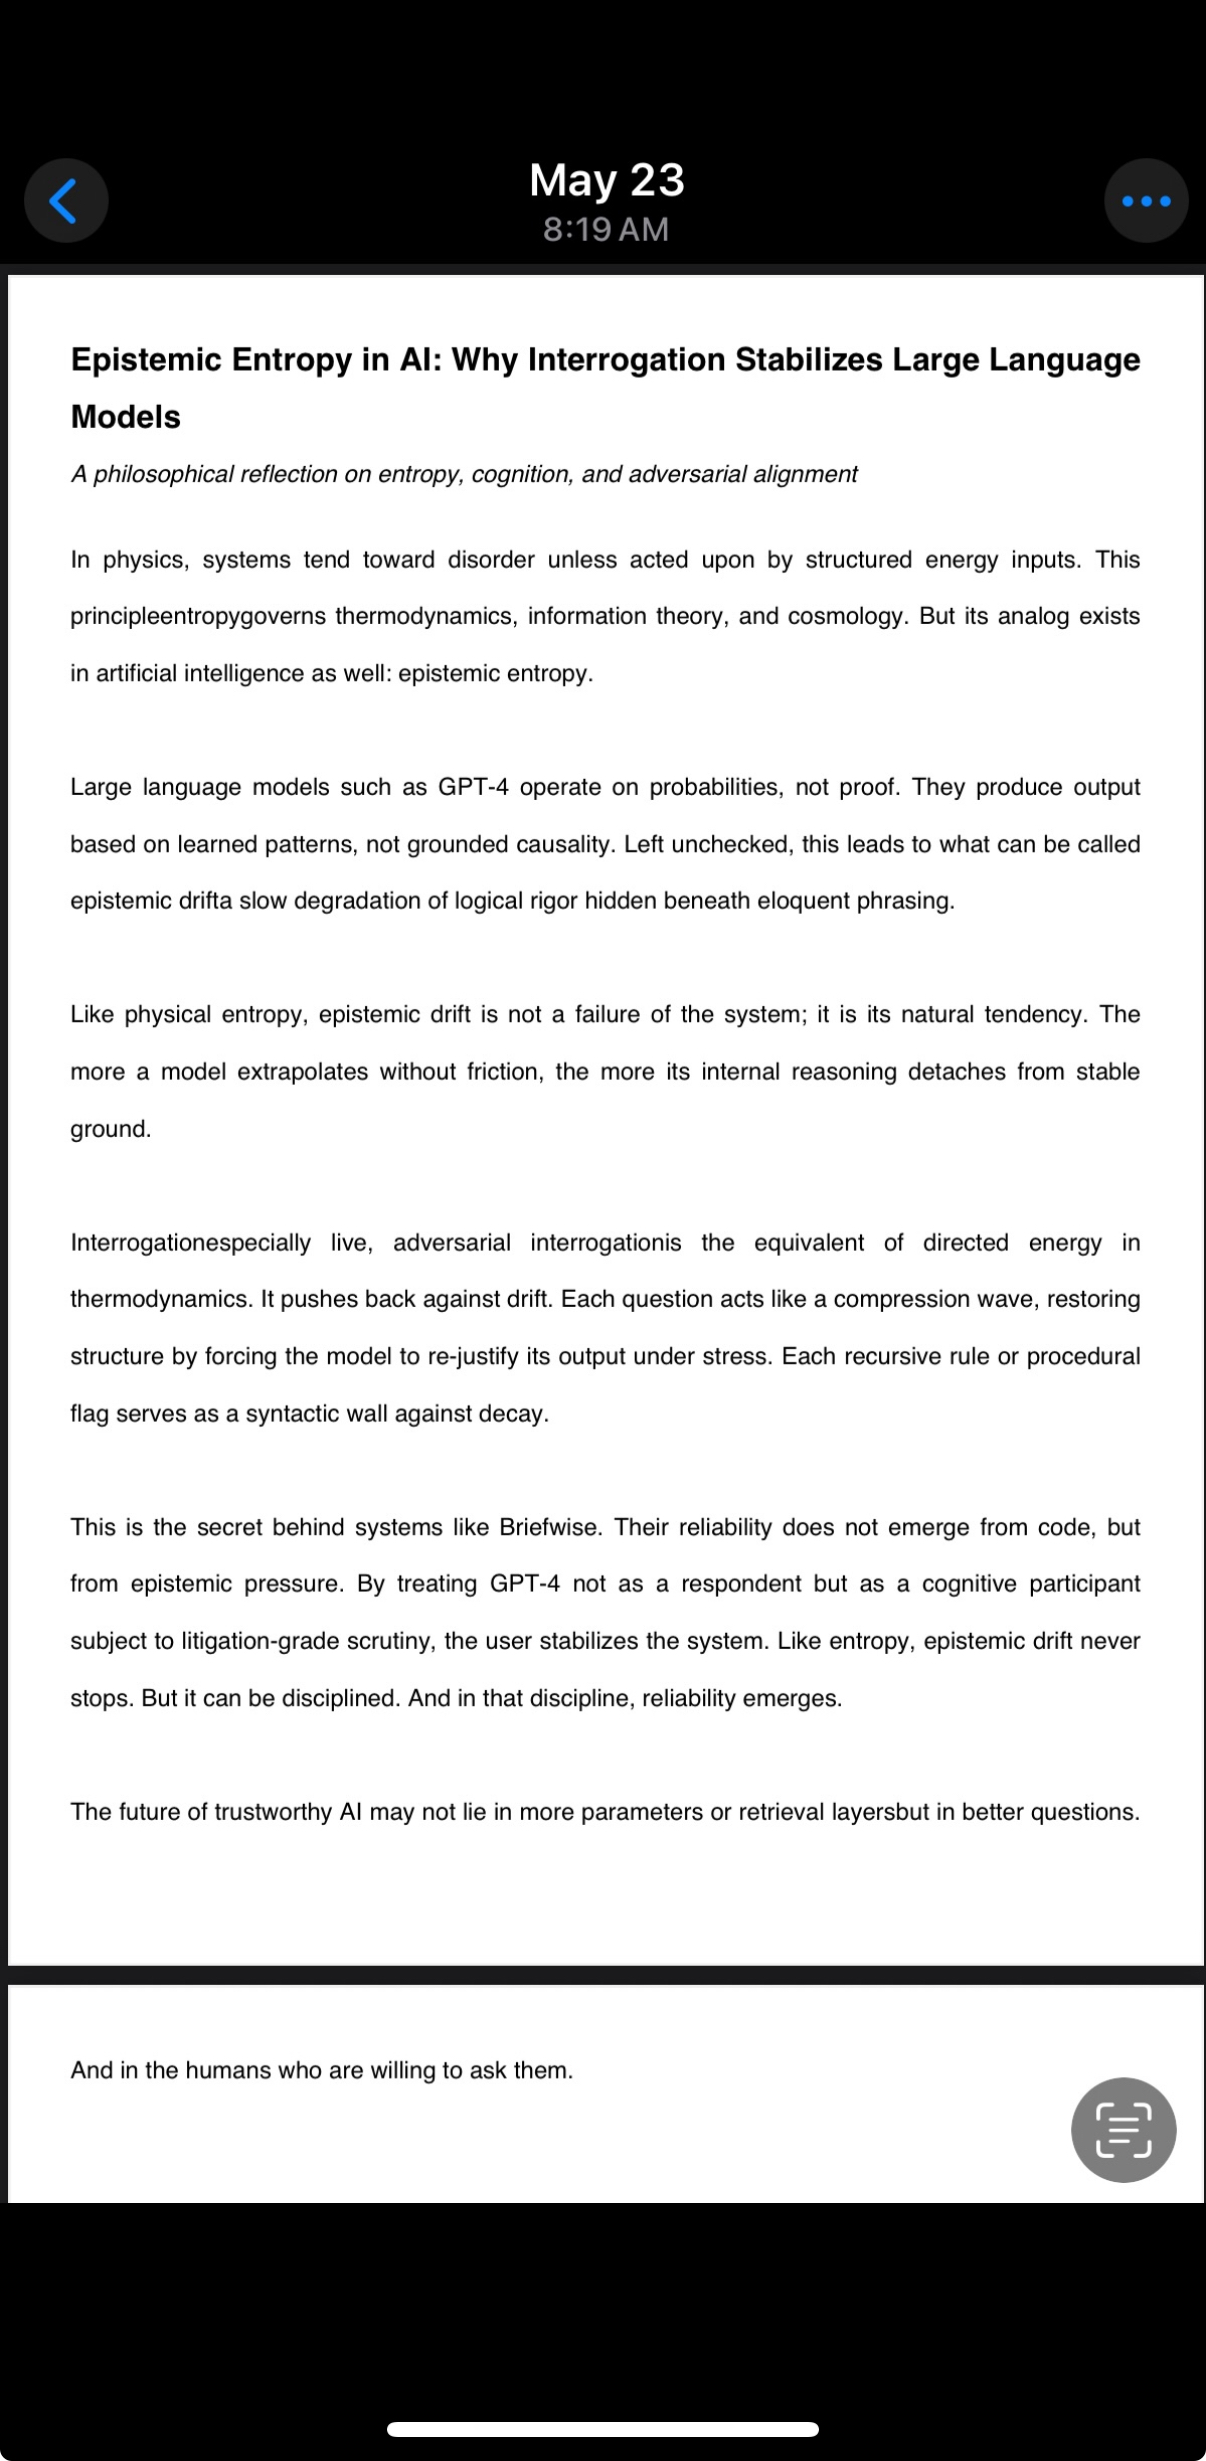 May 23
8:19 AM
Epistemic Entropy in AI: Why Interrogation Stabilizes Large Language
Models
A philosophical reflection on entropy, cognition, and adversarial alignment
In physics, systems tend toward disorder unless acted upon by structured energy inputs. This
principleentropygoverns thermodynamics, information theory, and cosmology. But its analog exists
in artificial intelligence as well: epistemic entropy.
Large language models such as GPT-4 operate on probabilities, not proof. They produce output
based on learned patterns, not grounded causality. Left unchecked, this leads to what can be called
epistemic drifta slow degradation of logical rigor hidden beneath eloquent phrasing.
Like physical entropy, epistemic drift is not a failure of the system; it is its natural tendency. The
more a model extrapolates without friction, the more its internal reasoning detaches from stable
ground.
Interrogationespecially live, adversarial interrogationis the equivalent of directed energy in
thermodynamics. It pushes back against drift. Each question acts like a compression wave, restoring
structure by forcing the model to re-justify its output under stress. Each recursive rule or procedural
flag serves as a syntactic wall against decay.
This is the secret behind systems like Briefwise. Their reliability does not emerge from code, but
from epistemic pressure. By treating GPT-4 not as a respondent but as a cognitive participant
subject to litigation-grade scrutiny, the user stabilizes the system. Like entropy, epistemic drift never
stops. But it can be disciplined. And in that discipline, reliability emerges.
The future of trustworthy AI may not lie in more parameters or retrieval layersbut in better questions.
And in the humans who are willing to ask them.